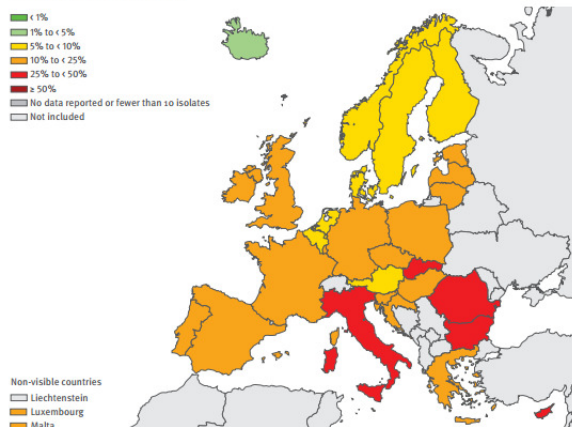 < 1%
1% to < 5%
5% to < 10%
10% to < 25%
25% to < 50%
≥ 50%
No data reported or fewer than 10 isolates
Not included
Non-visible countries
Liechtenstein
Luxembourg
Malta